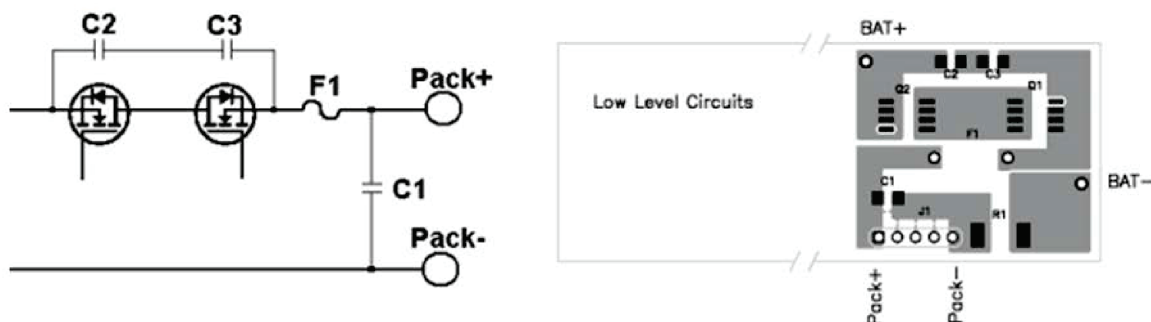 C2
C3
F1
Pack+
C1
Pack-
BAT+
C2
C3
Q2
Q1
Low Level Circuits
F1
BAT-
C1
J1
R1
Pack+
Pack-